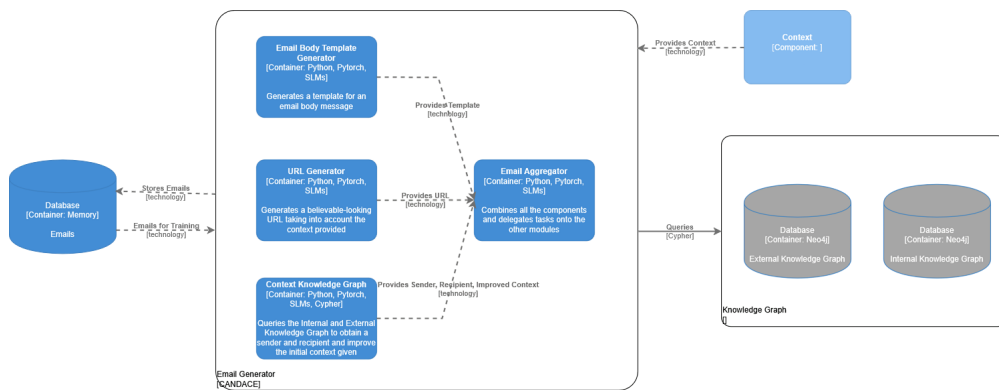 Email Body Template
Generator
[Container: Python, Pytorch,
SLMs]
Generates a template for an
email body message
Provides Context
[technology]
Context
[Component: ]
Provides Template
[technology]
Database
[Container: Memory]
Emails
Stores Emails
[technology]
Emails for Training
[technology]
URL Generator
[Container: Python, Pytorch,
SLMs]
Generates a believable-looking
URL taking into account the
context provided
Provides URL
[technology]
Email Aggregator
[Container: Python, Pytorch,
SLMs]
Combines all the components
and delegates tasks onto the
other modules
Queries
[Cypher]
Database
[Container: Neo4j]
External Knowledge Graph
Database
[Container: Neo4j]
Internal Knowledge Graph
Knowledge Graph
[]
Context Knowledge Graph
[Container: Python, Pytorch,
SLMs, Cypher]
Queries the Internal and External
Knowledge Graph to obtain a
sender and recipient and improve
the initial context given
Provides Sender, Recipient, Improved Context
[technology]
Email Generator
[CANDACE]